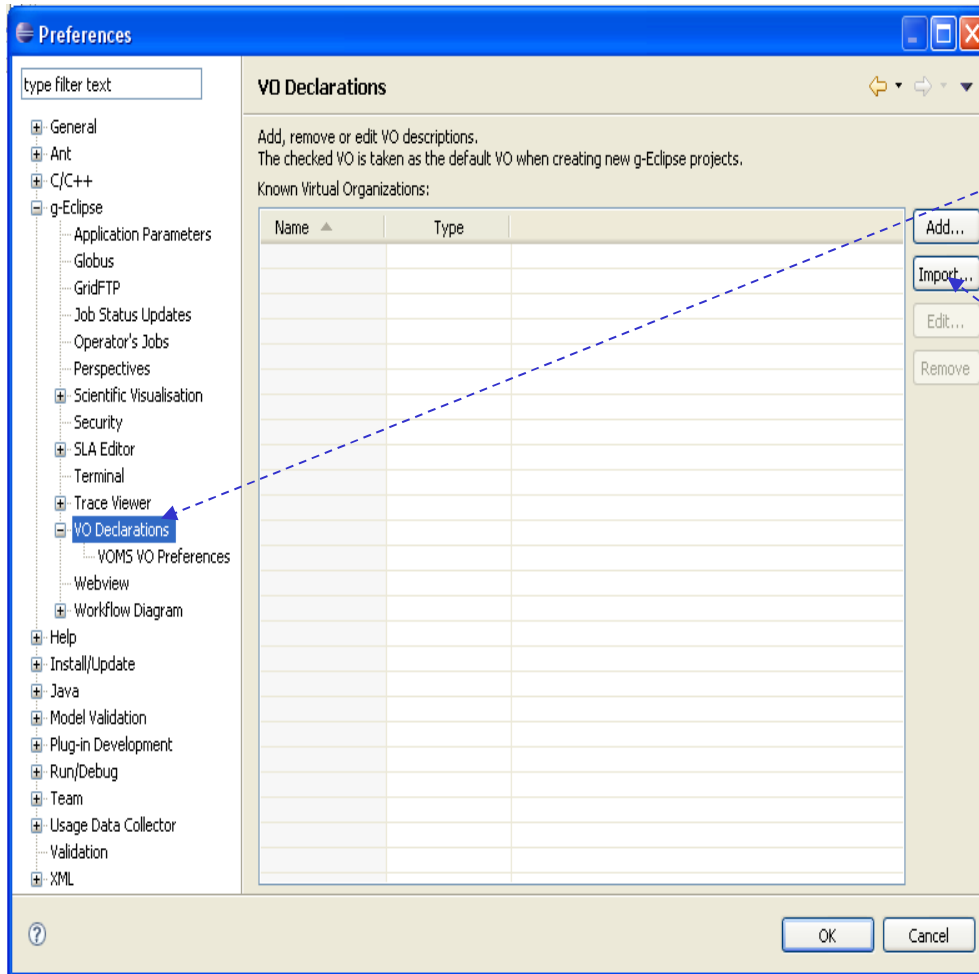 Preferences
type filter text
General
Ant
C/C++
g-Eclipse
Application Parameters
Globus
GridFTP
Job Status Updates
Operator's Jobs
Perspectives
Scientific Visualisation
Security
SLA Editor
Terminal
Trace Viewer
VO Declarations
VOMS VO Preferences
Webview
Workflow Diagram
Help
Install/Update
Java
Model Validation
Plug-in Development
Run/Debug
Team
Usage Data Collector
Validation
XML
VO Declarations
Add, remove or edit VO descriptions.
The checked VO is taken as the default VO when creating new g-Eclipse projects.
Known Virtual Organizations:
Name Type
Add...
Import...
Edit...
Remove
OK Cancel